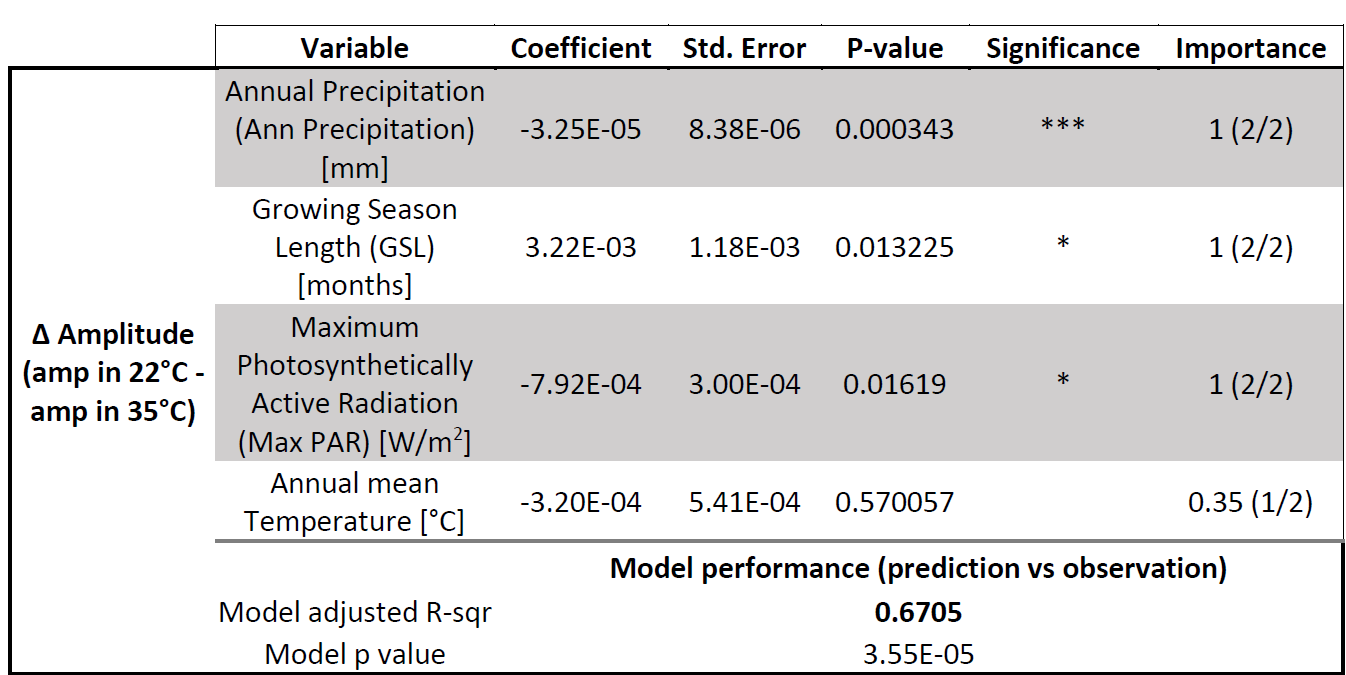 Variable Coefficient Std. Error P-value Significance Importance
Δ Amplitude
(amp in 22°C -
amp in 35°C)
Annual Precipitation
(Ann Precipitation)
[mm]
-3.25E-05 8.38E-06 0.000343 *** 1 (2/2)
Growing Season
Length (GSL)
[months]
3.22E-03 1.18E-03 0.013225 * 1 (2/2)
Maximum
Photosynthetically
Active Radiation
(Max PAR) [W/m²]
-7.92E-04 3.00E-04 0.01619 * 1 (2/2)
Annual mean
Temperature [°C]
-3.20E-04 5.41E-04 0.570057 0.35 (1/2)
Model performance (prediction vs observation)
Model adjusted R-sqr 0.6705
Model p value 3.55E-05